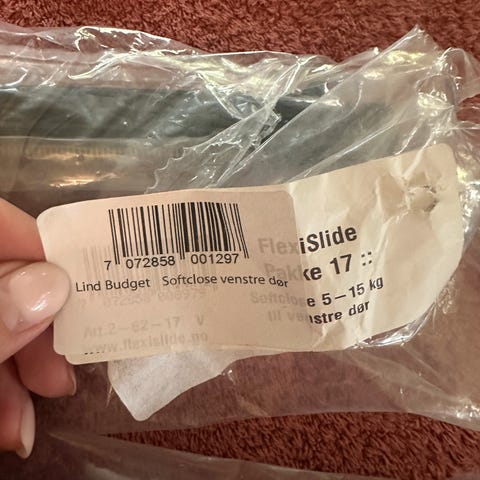 7 072858 001297
Lind Budget Softclose venstre dør
FlexiSlide
Pakke 17 ::
Softclose 5–15 kg
til venstre dør
Art.2-62-17 V
www.flexislide.no